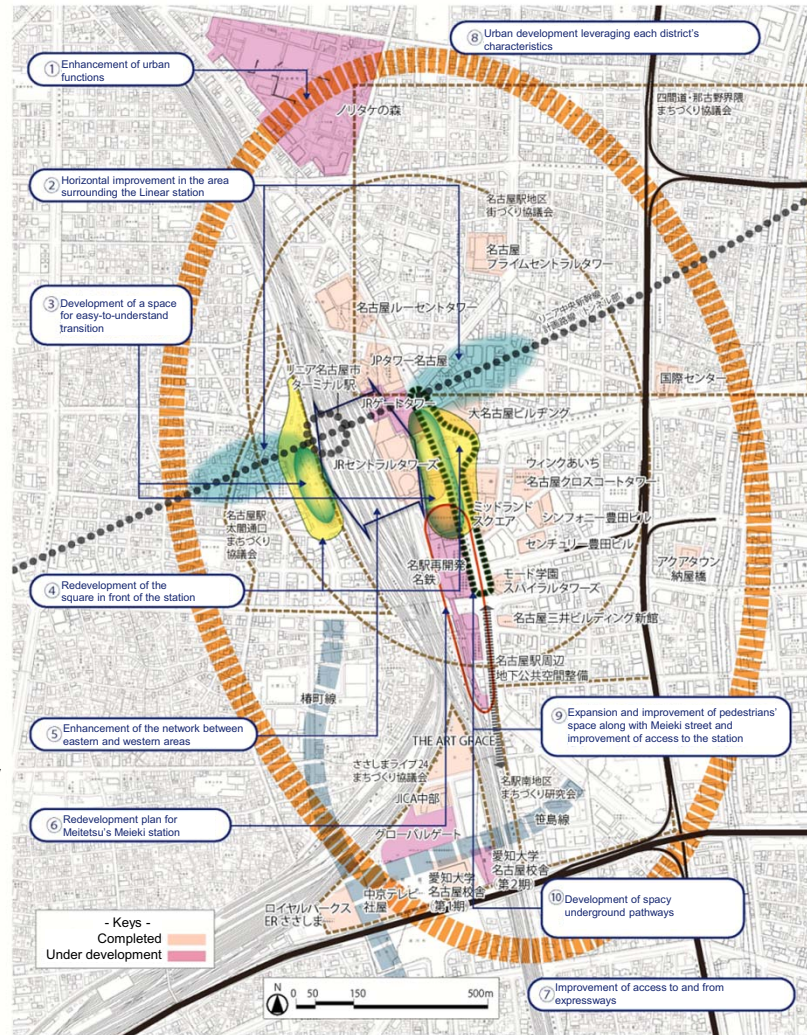 ① Enhancement of urban
functions
⑧ Urban development leveraging each district's
characteristics
ノリタケの森
四間道・那古野界隈
まちづくり協議会
② Horizontal improvement in the area
surrounding the Linear station
名古屋駅地区
街づくり協議会
名古屋
プライムセントラルタワー
③ Development of a space
for easy-to-understand
transition
名古屋ルーセントタワー
リニア中央新幹線
計画路線（トンネル部）
JPタワー名古屋
リニア名古屋市
ターミナル駅
国際センター
JRゲートタワー
大名古屋ビルヂング
JRセントラルタワーズ
ウィンクあいち
名古屋クロスコートタワー
名古屋駅
太閤通口
まちづくり
協議会
ミッドランド
スクエア
シンフォニー豊田ビル
センチュリー豊田ビル
アクアタウン
納屋橋
④ Redevelopment of the
square in front of the station
名駅再開発
名鉄
モード学園
スパイラルタワーズ
名古屋三井ビルディング新館
名古屋駅周辺
地下公共空間整備
椿町線
⑤ Enhancement of the network between
eastern and western areas
⑨ Expansion and improvement of pedestrians'
space along with Meieki street and
improvement of access to the station
THE ART GRACE
ささしまライブ24
まちづくり協議会
名駅南地区
まちづくり研究会
JICA中部
⑥ Redevelopment plan for
Meitetsu's Meieki station
グローバルゲート
笹島線
愛知大学
名古屋校舎
第2期
愛知大学
名古屋校舎
第1期
中京テレビ
社屋
ロイヤルパークス
ER ささしま
⑩ Development of spacy
underground pathways
- Keys -
Completed
Under development
N
0 50 150 500m
⑦ Improvement of access to and from
expressways